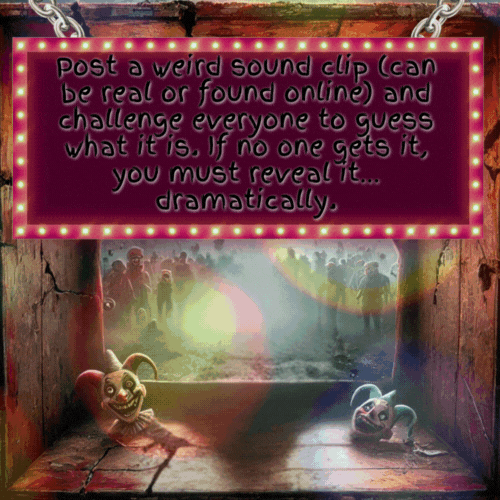 Post a weird sound clip (can
be real or found online) and
challenge everyone to guess
what it is. If no one gets it,
you must reveal it...
dramatically.